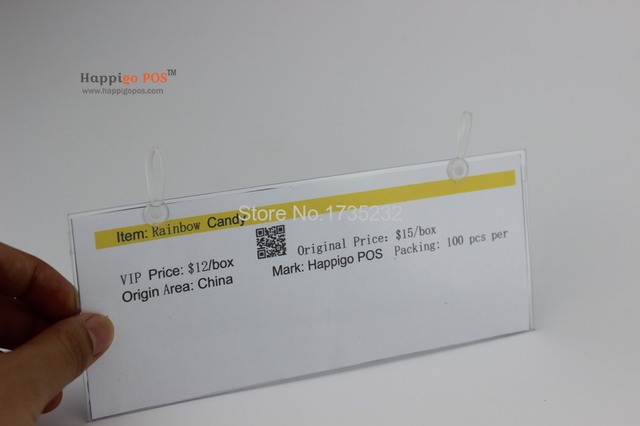 Happigo POS™
www.happigopos.com
Store No.1735232
Item: Rainbow Candy
VIP Price: $12/box
Original Price: $15/box
Origin Area: China
Mark: Happigo POS
Packing: 100 pcs per